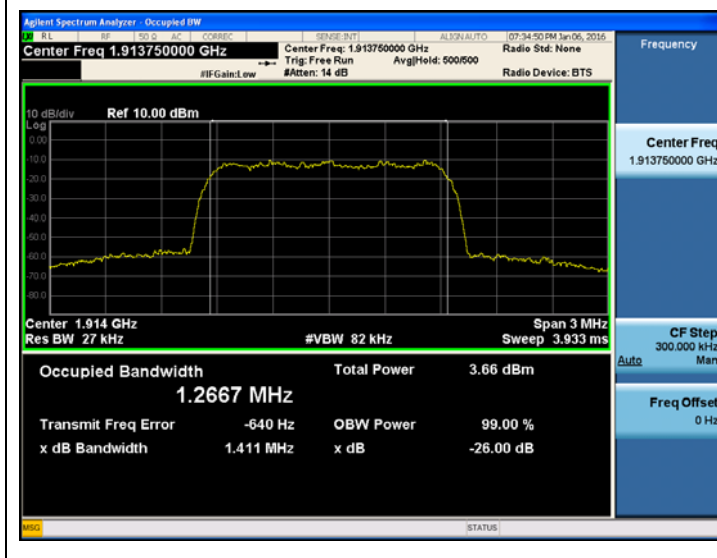 Agilent Spectrum Analyzer - Occupied BW
RL RF 50 Ω AC CORREC SENSE:INT ALIGN AUTO 07:34:50 PM Jan 06, 2016
Center Freq 1.913750000 GHz
Center Freq: 1.913750000 GHz Radio Std: None
Trig: Free Run Avg|Hold: 500/500
#IFGain:Low #Atten: 14 dB Radio Device: BTS
10 dB/div Ref 10.00 dBm
Log
0.00
-10.0
-20.0
-30.0
-40.0
-50.0
-60.0
-70.0
-80.0
Center 1.914 GHz Span 3 MHz
Res BW 27 kHz #VBW 82 kHz Sweep 3.933 ms
Occupied Bandwidth Total Power 3.66 dBm
1.2667 MHz
Transmit Freq Error -640 Hz OBW Power 99.00 %
x dB Bandwidth 1.411 MHz x dB -26.00 dB
MSG STATUS
Frequency
Center Freq
1.913750000 GHz
CF Step
300.000 kHz
Auto Man
Freq Offset
0 Hz